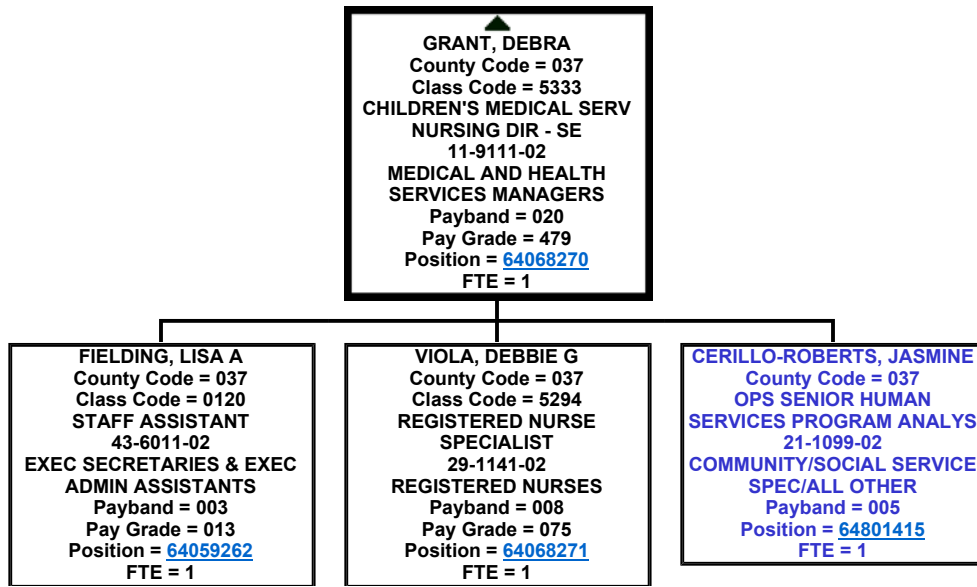 GRANT, DEBRA
County Code = 037
Class Code = 5333
CHILDREN'S MEDICAL SERV
NURSING DIR - SE
11-9111-02
MEDICAL AND HEALTH
SERVICES MANAGERS
Payband = 020
Pay Grade = 479
Position = 64068270
FTE = 1
FIELDING, LISA A
County Code = 037
Class Code = 0120
STAFF ASSISTANT
43-6011-02
EXEC SECRETARIES & EXEC
ADMIN ASSISTANTS
Payband = 003
Pay Grade = 013
Position = 64059262
FTE = 1
VIOLA, DEBBIE G
County Code = 037
Class Code = 5294
REGISTERED NURSE
SPECIALIST
29-1141-02
REGISTERED NURSES
Payband = 008
Pay Grade = 075
Position = 64068271
FTE = 1
CERILLO-ROBERTS, JASMINE
County Code = 037
OPS SENIOR HUMAN
SERVICES PROGRAM ANALYS
21-1099-02
COMMUNITY/SOCIAL SERVICE
SPEC/ALL OTHER
Payband = 005
Position = 64801415
FTE = 1